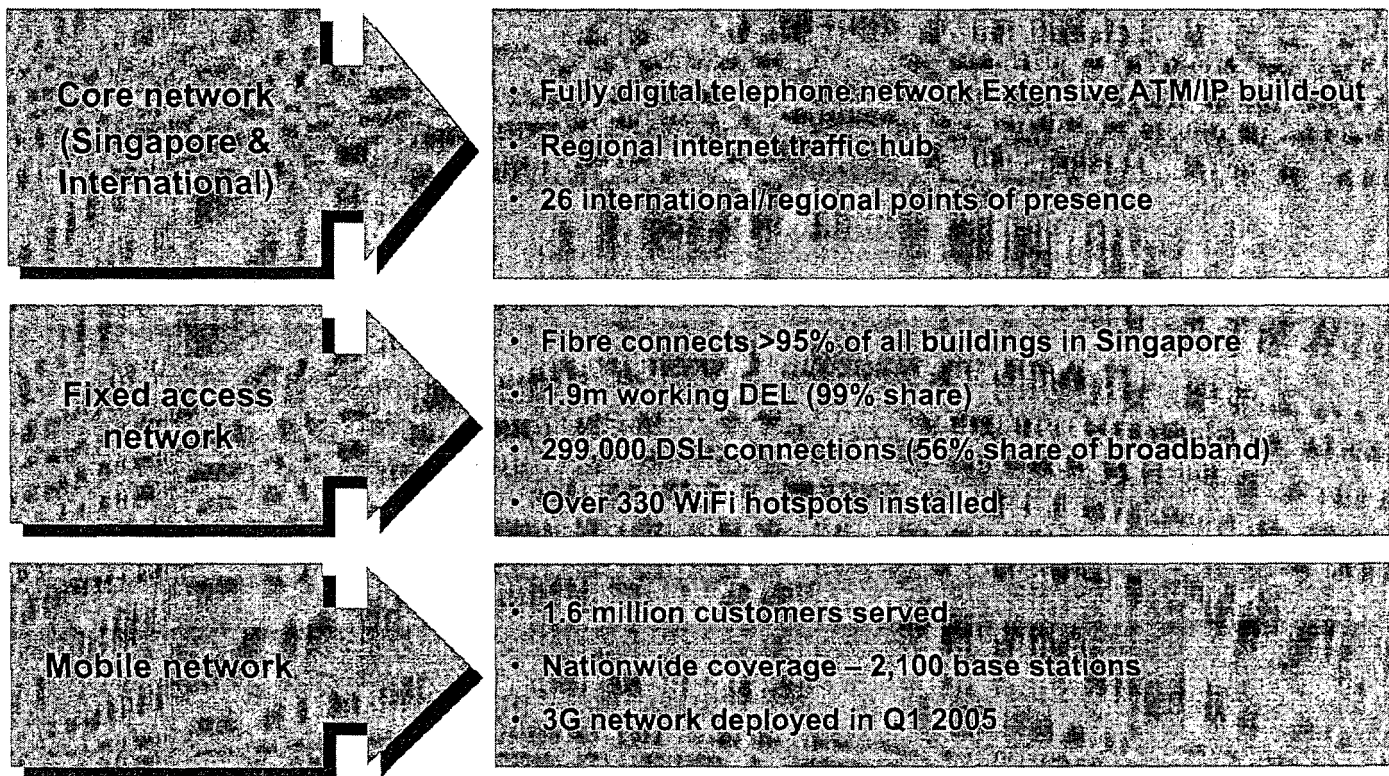 Core network
(Singapore &
International)
• Fully digital telephone network Extensive ATM/IP build-out
• Regional internet traffic hub
• 26 international/regional points of presence
Fixed access
network
• Fibre connects >95% of all buildings in Singapore
• 1.9m working DEL (99% share)
• 299,000 DSL connections (56% share of broadband)
• Over 330 WiFi hotspots installed
Mobile network
• 1.6 million customers served
• Nationwide coverage – 2,100 base stations
• 3G network deployed in Q1 2005